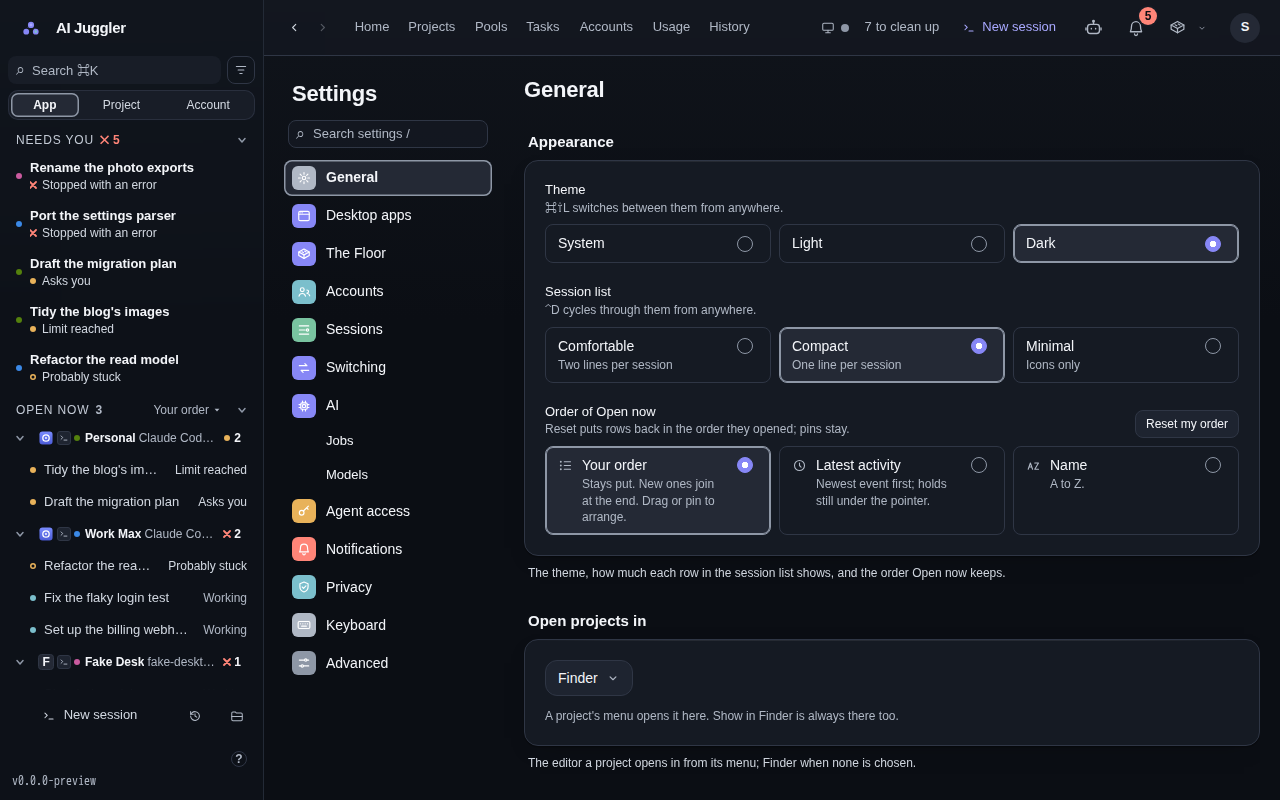 AI Juggler
Search ⌘K
App
Project
Account
NEEDS YOU 5
Rename the photo exports
Stopped with an error
Port the settings parser
Stopped with an error
Draft the migration plan
Asks you
Tidy the blog's images
Limit reached
Refactor the read model
Probably stuck
OPEN NOW 3
Your order
Personal Claude Cod… 2
Tidy the blog's im… Limit reached
Draft the migration plan Asks you
Work Max Claude Co… 2
Refactor the rea… Probably stuck
Fix the flaky login test Working
Set up the billing webh… Working
F Fake Desk fake-deskt… 1
New session
?
v0.0.0-preview
Home
Projects
Pools
Tasks
Accounts
Usage
History
7 to clean up
New session
5
S
Settings
Search settings /
General
Desktop apps
The Floor
Accounts
Sessions
Switching
AI
Jobs
Models
Agent access
Notifications
Privacy
Keyboard
Advanced
General
Appearance
Theme
⌘⇧L switches between them from anywhere.
System
Light
Dark
Session list
^D cycles through them from anywhere.
Comfortable
Two lines per session
Compact
One line per session
Minimal
Icons only
Order of Open now
Reset puts rows back in the order they opened; pins stay.
Reset my order
Your order
Stays put. New ones join
at the end. Drag or pin to
arrange.
Latest activity
Newest event first; holds
still under the pointer.
AZ Name
A to Z.
The theme, how much each row in the session list shows, and the order Open now keeps.
Open projects in
Finder
A project's menu opens it here. Show in Finder is always there too.
The editor a project opens in from its menu; Finder when none is chosen.